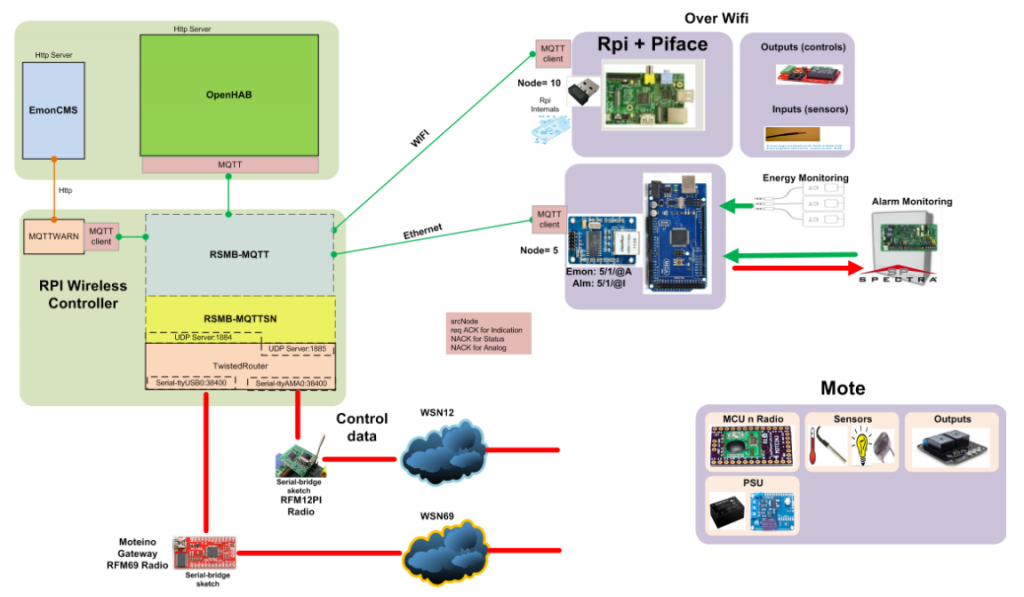 Http Server
Http Server
EmonCMS
OpenHAB
MQTT
Http
MQTTWARN
MQTT
client
RPI Wireless
Controller
RSMB-MQTT
RSMB-MQTTSN
UDP Server:1884
UDP Server:1885
TwistedRouter
Serial-ttyUSB0:38400
Serial-ttyAMA0:38400
WIFI
Ethernet
Over Wifi
MQTT
client
Rpi + Piface
Node= 10
Rpi
Internals
Outputs (controls)
Inputs (sensors)
MQTT
client
Node= 5
Emon: 5/1/@A
Alm: 5/1/@I
Energy Monitoring
Alarm Monitoring
SP
SPECTRA
srcNode
req ACK for Indication
NACK for Status
NACK for Analog
Control
data
WSN12
Serial-bridge
sketch
RFM12PI
Radio
WSN69
Moteino
Gateway
RFM69 Radio
Serial-bridge
sketch
Mote
MCU n Radio
Sensors
Outputs
PSU